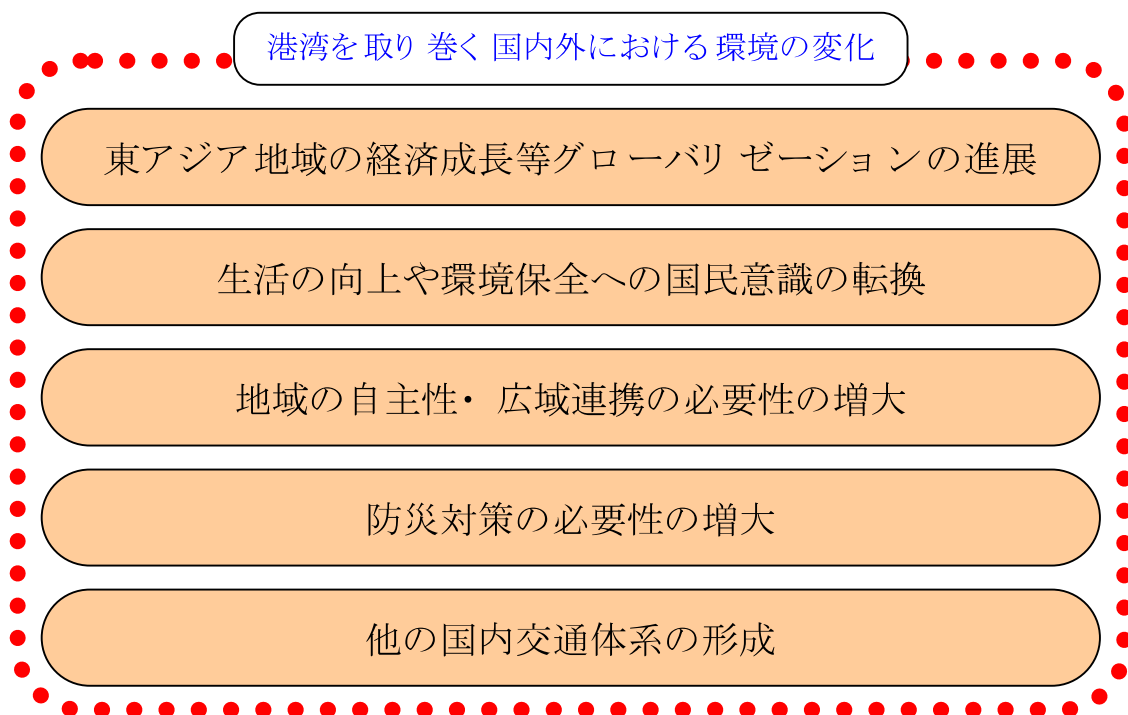 港湾を取り巻く国内外における環境の変化
東アジア地域の経済成長等グローバリゼーションの進展
生活の向上や環境保全への国民意識の転換
地域の自主性・広域連携の必要性の増大
防災対策の必要性の増大
他の国内交通体系の形成